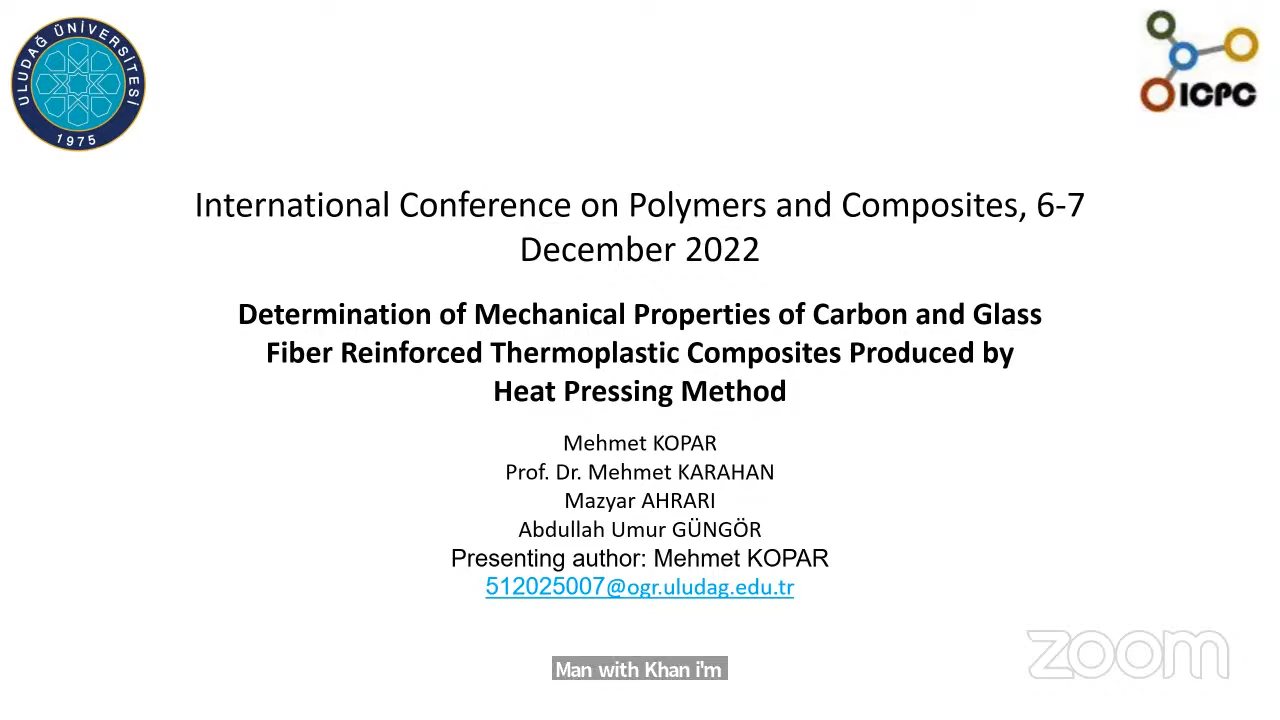 ULUDAĞ ÜNİVERSİTESİ
1975
ICPC
International Conference on Polymers and Composites, 6-7
December 2022
Determination of Mechanical Properties of Carbon and Glass
Fiber Reinforced Thermoplastic Composites Produced by
Heat Pressing Method
Mehmet KOPAR
Prof. Dr. Mehmet KARAHAN
Mazyar AHRARI
Abdullah Umur GÜNGÖR
Presenting author: Mehmet KOPAR
512025007@ogr.uludag.edu.tr
zoom
Man with Khan i'm